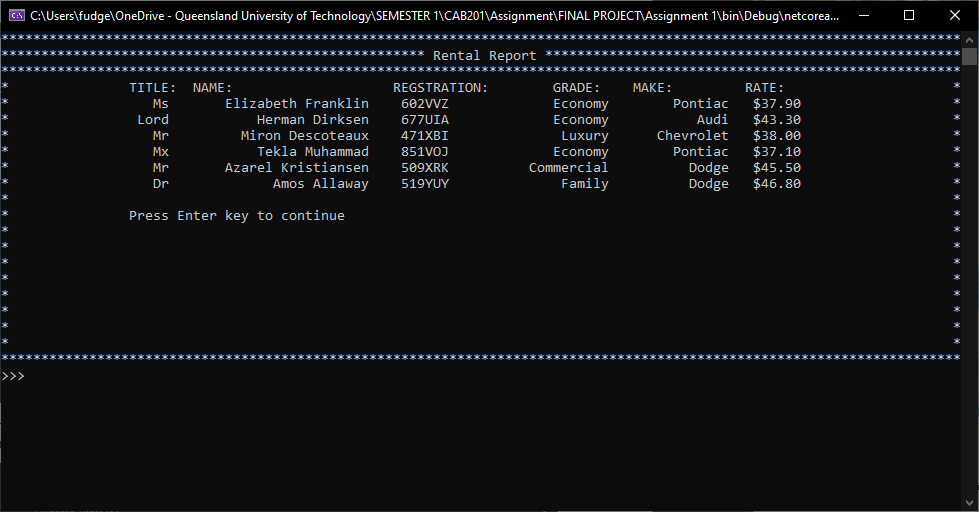 C:\Users\fudge\OneDrive - Queensland University of Technology\SEMESTER 1\CAB201\Assignment\FINAL PROJECT\Assignment 1\bin\Debug\netcorea...
Rental Report
TITLE: NAME: REGSTRATION: GRADE: MAKE: RATE:
Ms Elizabeth Franklin 602VVZ Economy Pontiac $37.90
Lord Herman Dirksen 677UIA Economy Audi $43.30
Mr Miron Descoteaux 471XBI Luxury Chevrolet $38.00
Mx Tekla Muhammad 851VOJ Economy Pontiac $37.10
Mr Azarel Kristiansen 509XRK Commercial Dodge $45.50
Dr Amos Allaway 519YUY Family Dodge $46.80
Press Enter key to continue
>>>